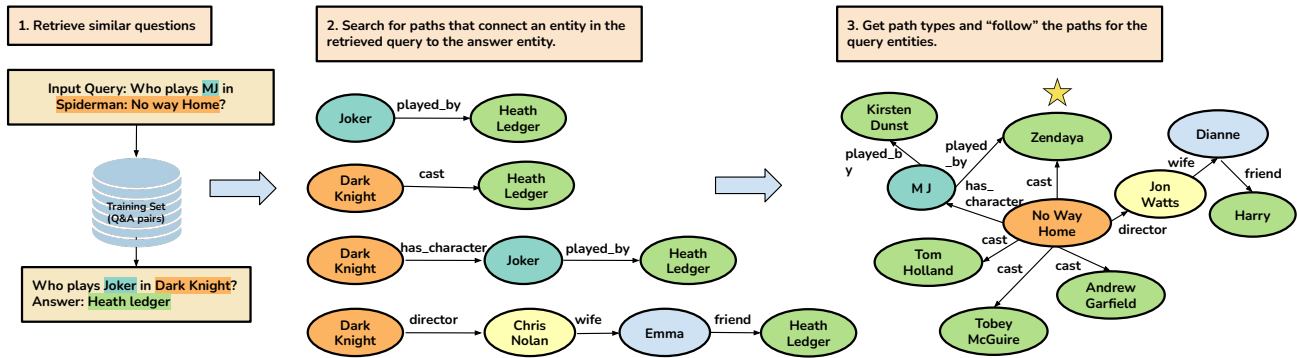 1. Retrieve similar questions
Input Query: Who plays MJ in
Spiderman: No way Home?
Training Set
(Q&A pairs)
Who plays Joker in Dark Knight?
Answer: Heath ledger
2. Search for paths that connect an entity in the
retrieved query to the answer entity.
Joker
played_by
Heath
Ledger
Dark
Knight
cast
Heath
Ledger
Dark
Knight
has_character
Joker
played_by
Heath
Ledger
Dark
Knight
director
Chris
Nolan
wife
Emma
friend
Heath
Ledger
3. Get path types and “follow” the paths for the
query entities.
Kirsten
Dunst
played_b
y
M J
played
_by
Zendaya
has_
character
cast
No Way
Home
director
Jon
Watts
wife
Dianne
friend
Harry
cast
Tom
Holland
cast
Tobey
McGuire
cast
Andrew
Garfield